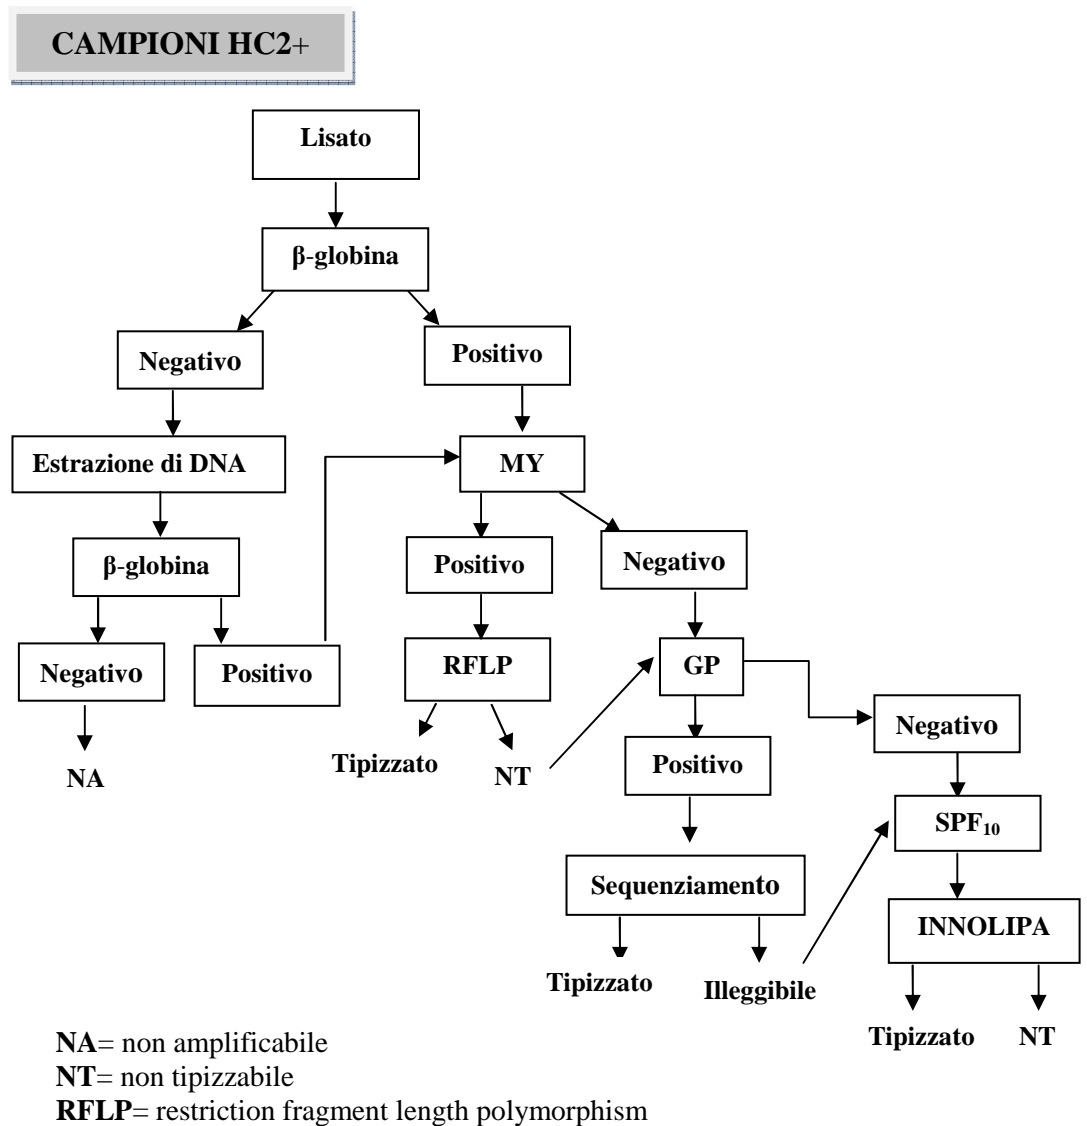 CAMPIONI HC2+
Lisato
β-globina
Negativo
Positivo
Estrazione di DNA
MY
β-globina
Positivo
Negativo
Negativo
Positivo
RFLP
GP
Negativo
Tipizzato
NT
Positivo
NA
SPF10
Sequenziamento
INNOLIPA
Tipizzato
Illeggibile
Tipizzato
NT
NA= non amplificabile
NT= non tipizzabile
RFLP= restriction fragment length polymorphism